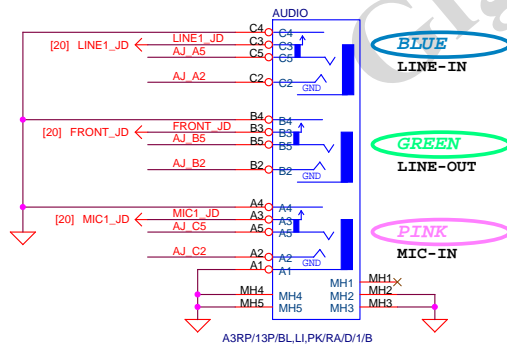 AUDIO
C4 C4
[20] LINE1_JD LINE1_JD C3 C3
AJ_A5 C5 C5
BLUE
LINE-IN
AJ_A2 C2 C2
GND
B4 B4
[20] FRONT_JD FRONT_JD B3 B3
AJ_B5 B5 B5
GREEN
LINE-OUT
AJ_B2 B2 B2
GND
A4 A4
[20] MIC1_JD MIC1_JD A3 A3
AJ_C5 A5 A5
PINK
MIC-IN
AJ_C2 A2 A2
GND
A1 A1
MH1 MH1
MH4 MH4 MH2 MH2
MH5 MH5 MH3 MH3
A3RP/13P/BL,LI,PK/RA/D/1/B